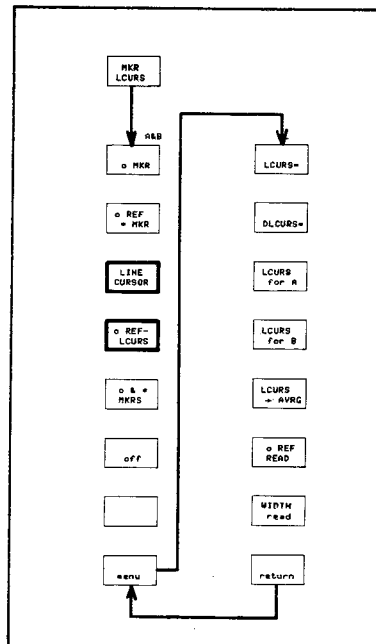 MKR
LCURS
A&B
o MKR
o REF
* MKR
LINE
CURSOR
o REF-
LCURS
o & *
MKRS
off
menu
LCURS=
DLCURS=
LCURS
for A
LCURS
for B
LCURS
→ AVRG
o REF
READ
WIDTH
read
return